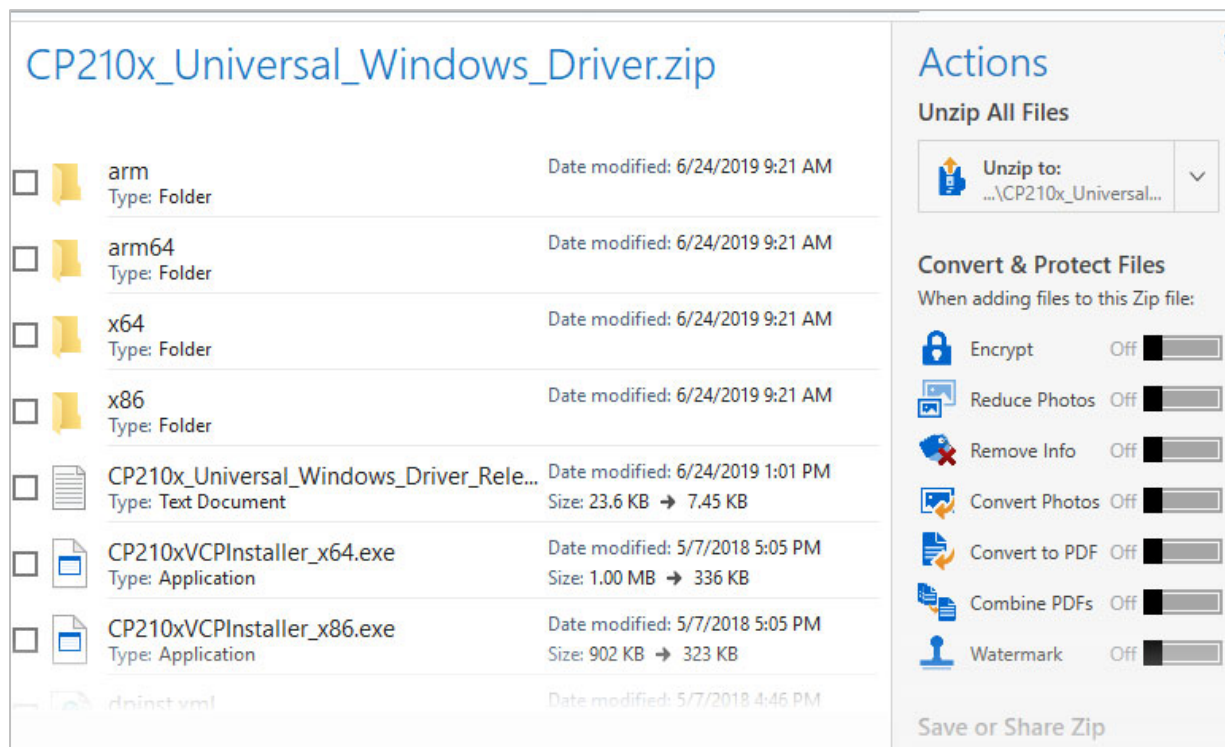 CP210x_Universal_Windows_Driver.zip
arm
Type: Folder
Date modified: 6/24/2019 9:21 AM
arm64
Type: Folder
Date modified: 6/24/2019 9:21 AM
x64
Type: Folder
Date modified: 6/24/2019 9:21 AM
x86
Type: Folder
Date modified: 6/24/2019 9:21 AM
CP210x_Universal_Windows_Driver_Rele...
Type: Text Document
Date modified: 6/24/2019 1:01 PM
Size: 23.6 KB → 7.45 KB
CP210xVCPInstaller_x64.exe
Type: Application
Date modified: 5/7/2018 5:05 PM
Size: 1.00 MB → 336 KB
CP210xVCPInstaller_x86.exe
Type: Application
Date modified: 5/7/2018 5:05 PM
Size: 902 KB → 323 KB
dpinst.xml
Date modified: 5/7/2018 4:46 PM
Actions
Unzip All Files
Unzip to:
...\CP210x_Universal...
Convert & Protect Files
When adding files to this Zip file:
Encrypt Off
Reduce Photos Off
Remove Info Off
Convert Photos Off
Convert to PDF Off
Combine PDFs Off
Watermark Off
Save or Share Zip